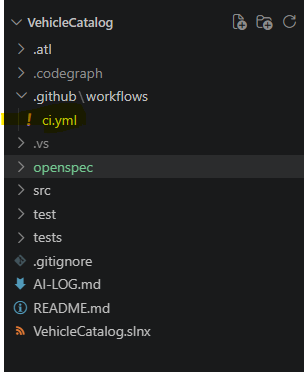 VehicleCatalog
.atl
.codegraph
.github\workflows
! ci.yml
.vs
openspec
src
test
tests
.gitignore
AI-LOG.md
README.md
VehicleCatalog.slnx